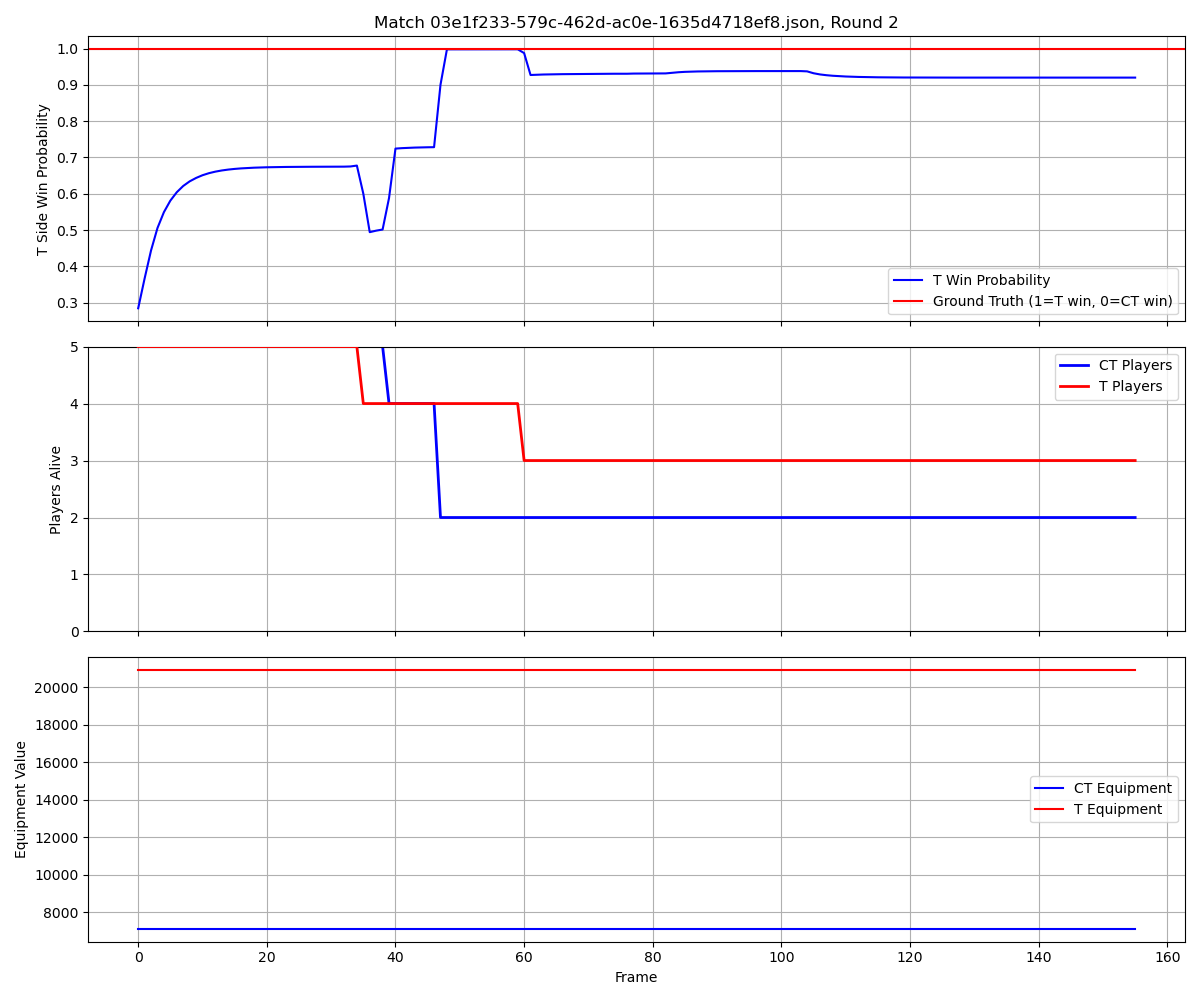 Match 03e1f233-579c-462d-ac0e-1635d4718ef8.json, Round 2
T Side Win Probability
1.0
0.9
0.8
0.7
0.6
0.5
0.4
0.3
T Win Probability
Ground Truth (1=T win, 0=CT win)
Players Alive
5
4
3
2
1
0
CT Players
T Players
Equipment Value
20000
18000
16000
14000
12000
10000
8000
CT Equipment
T Equipment
0 20 40 60 80 100 120 140 160
Frame